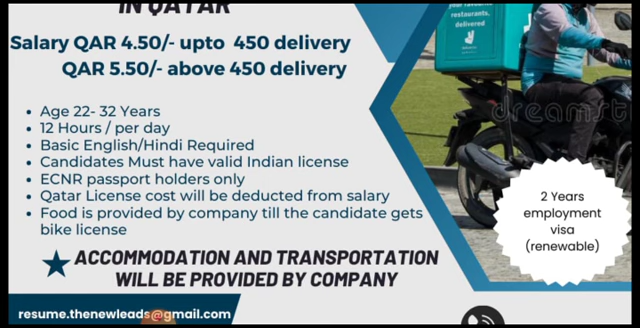 IN QATAR
Salary QAR 4.50/- upto 450 delivery
QAR 5.50/- above 450 delivery
restaurants,
delivered
dreamst
• Age 22- 32 Years
• 12 Hours / per day
• Basic English/Hindi Required
• Candidates Must have valid Indian license
• ECNR passport holders only
• Qatar License cost will be deducted from salary
• Food is provided by company till the candidate gets
bike license
2 Years
employment
visa
(renewable)
ACCOMMODATION AND TRANSPORTATION
WILL BE PROVIDED BY COMPANY
resume.thenewleads@gmail.com